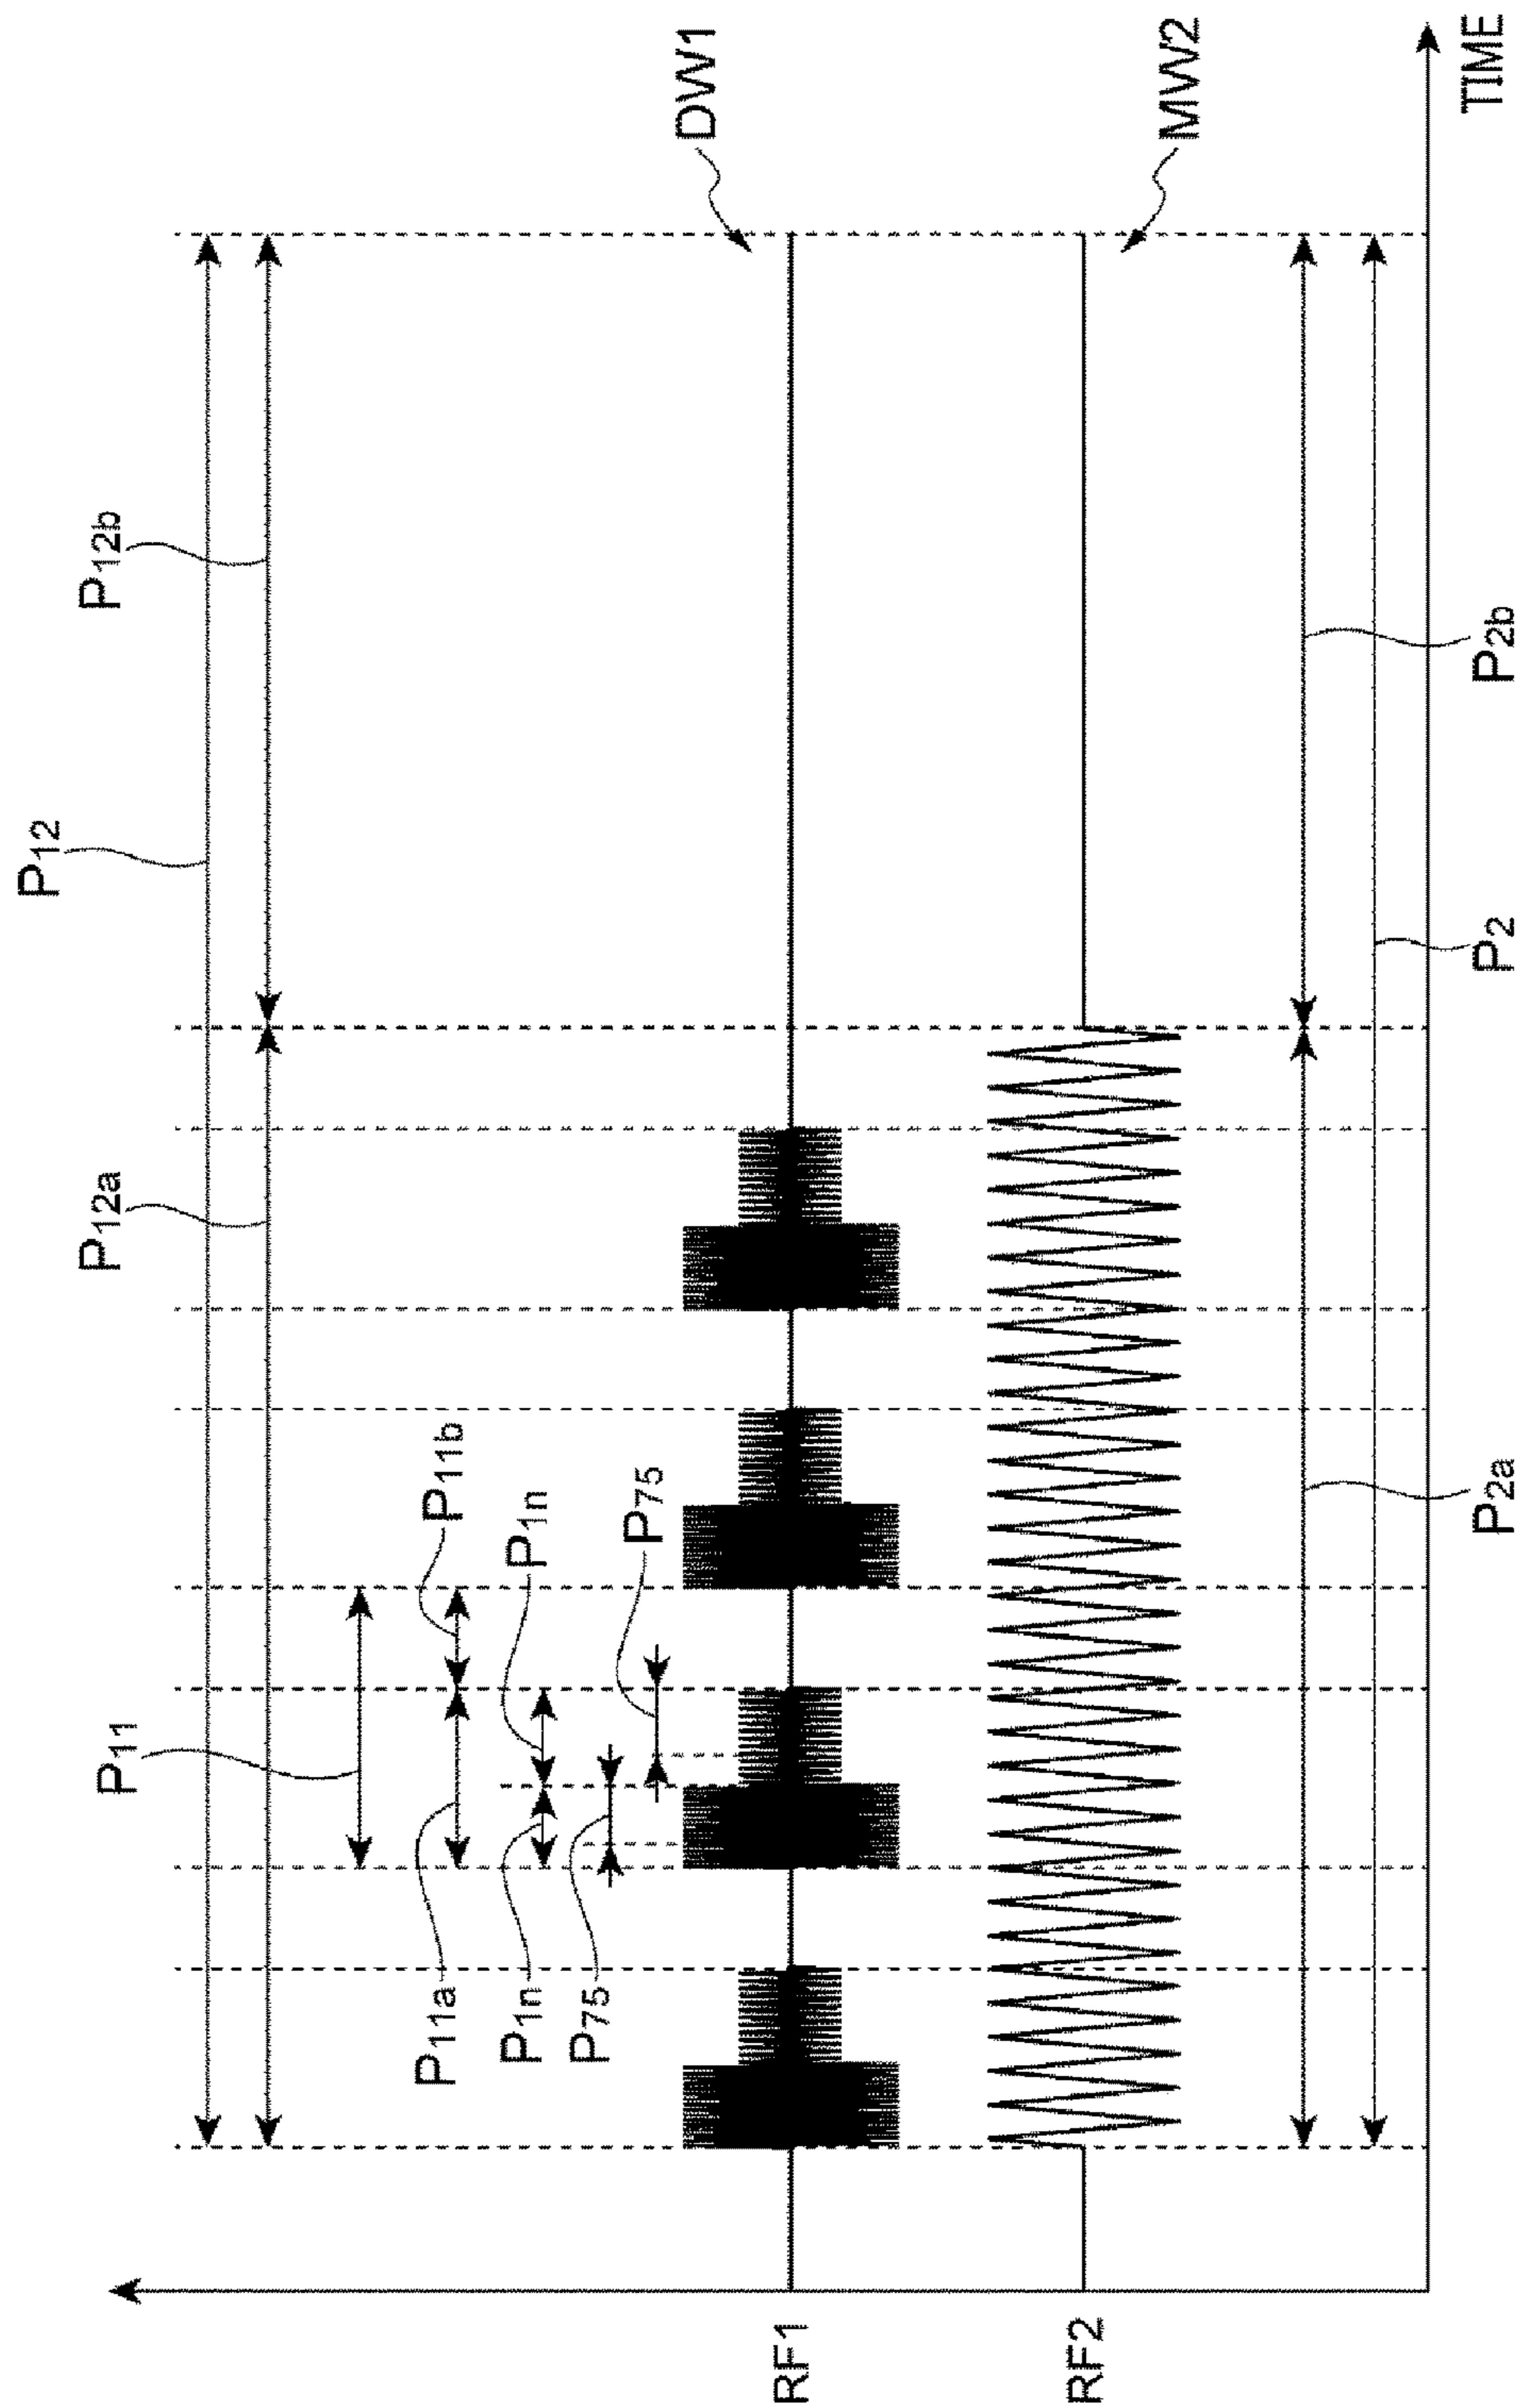 P12
P12a
P12b
P11
P11a
P11b
P1n
P1n
P75
P75
RF1
DW1
RF2
MW2
P2a
P2b
P2
TIME